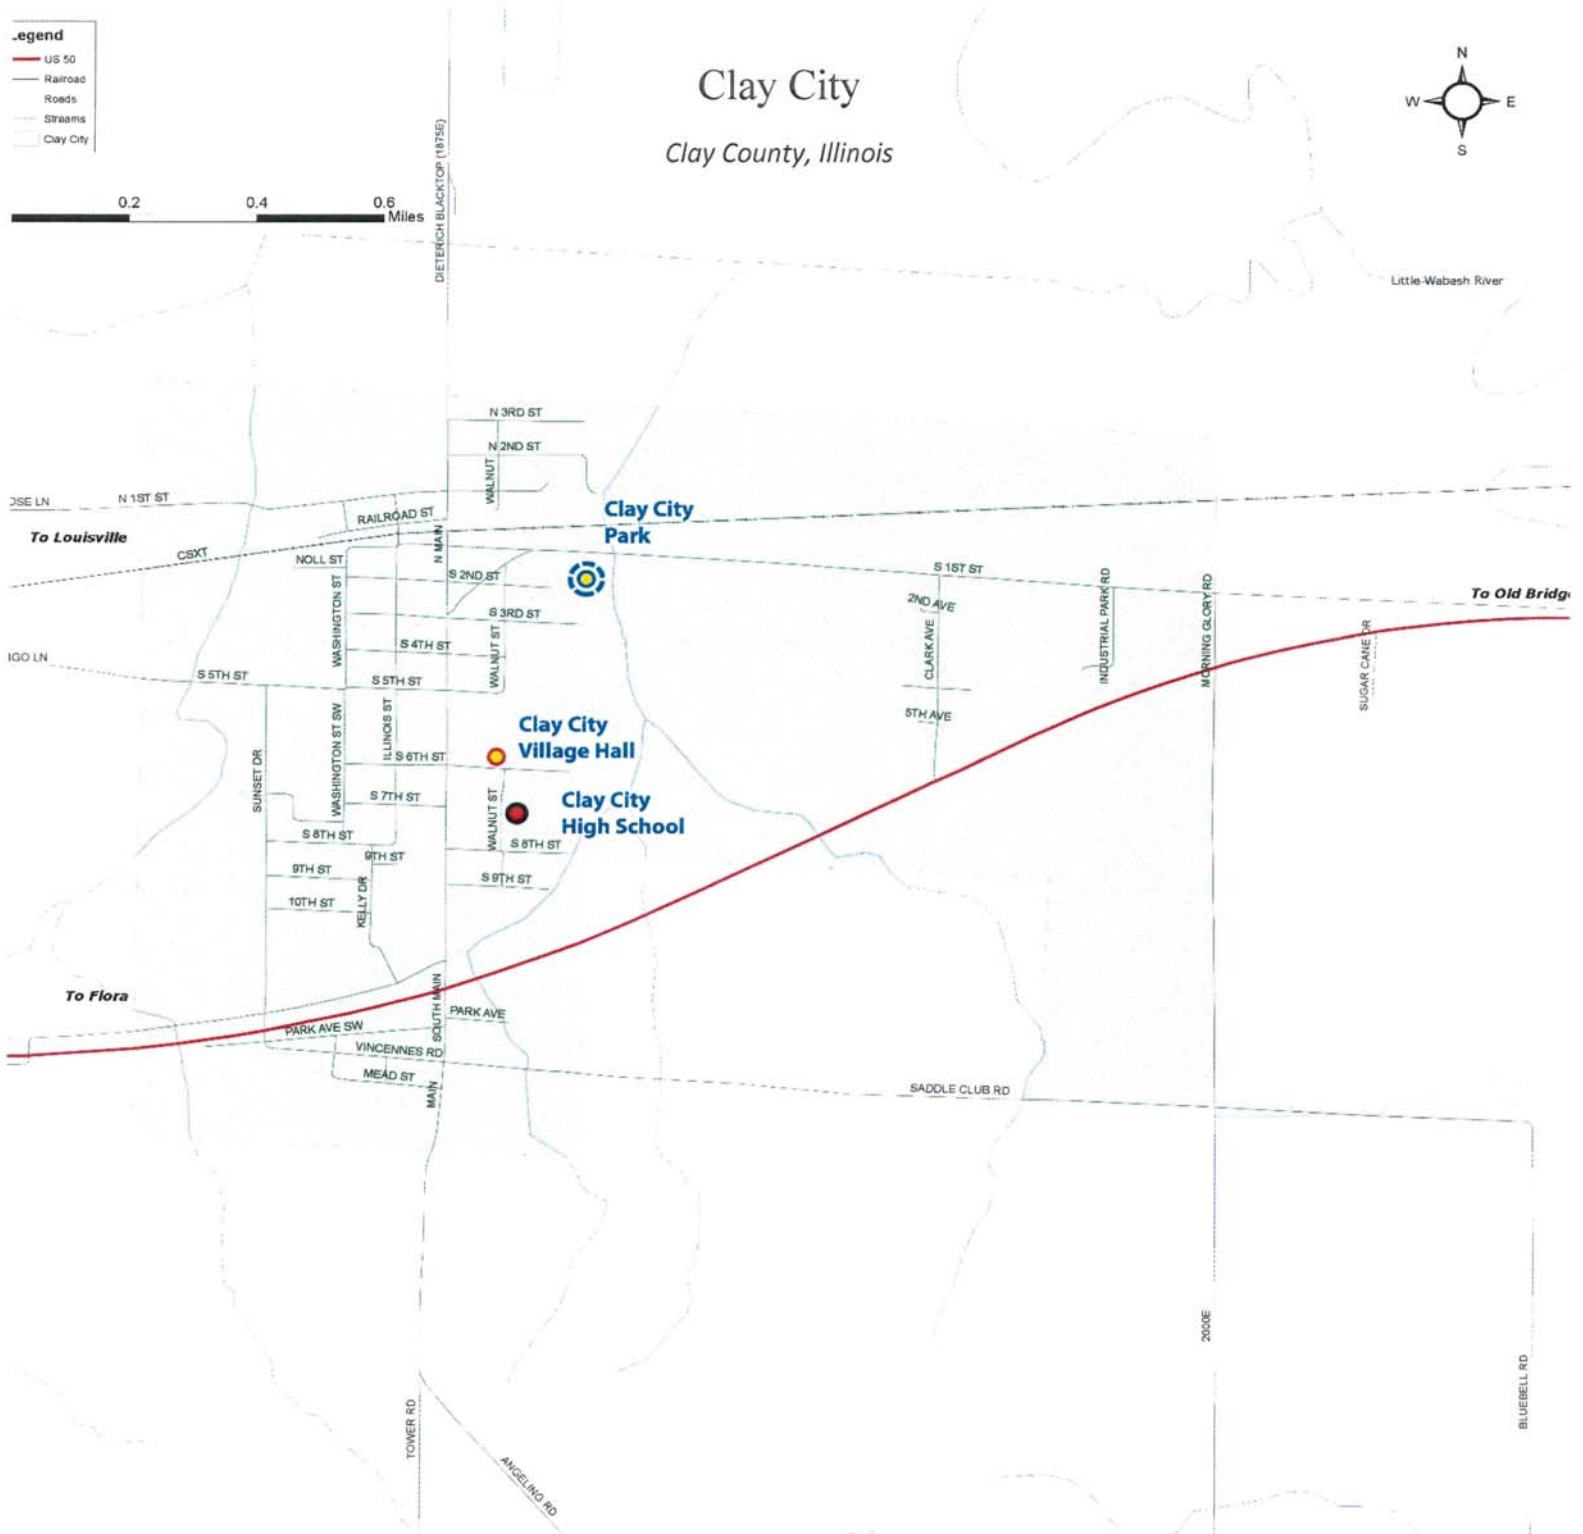 Legend
US 50
Railroad
Roads
Streams
Clay City
0.2
0.4
0.6
Miles
Clay City
Clay County, Illinois
N
W
E
S
DIETERICH BLACKTOP (1875E)
Little Wabash River
N 3RD ST
N 2ND ST
WALNUT
OSE LN
N 1ST ST
RAILROAD ST
To Louisville
CSXT
N MAIN
Clay City
Park
NOLL ST
S 2ND ST
S 1ST ST
2ND AVE
INDUSTRIAL PARK RD
MORNING GLORY RD
To Old Bridg
WASHINGTON ST
S 3RD ST
CLARK AVE
SUGAR CANE DR
S 4TH ST
WALNUT ST
IGO LN
S 5TH ST
S 5TH ST
5TH AVE
WASHINGTON ST SW
ILLINOIS ST
Clay City
Village Hall
S 6TH ST
SUNSET DR
S 7TH ST
WALNUT ST
Clay City
High School
S 8TH ST
S 8TH ST
9TH ST
9TH ST
S 9TH ST
10TH ST
KELLY DR
To Flora
SOUTH MAIN
PARK AVE
PARK AVE SW
VINCENNES RD
MEAD ST
MAIN
SADDLE CLUB RD
2000E
BLUEBELL RD
TOWER RD
ANGELING RD